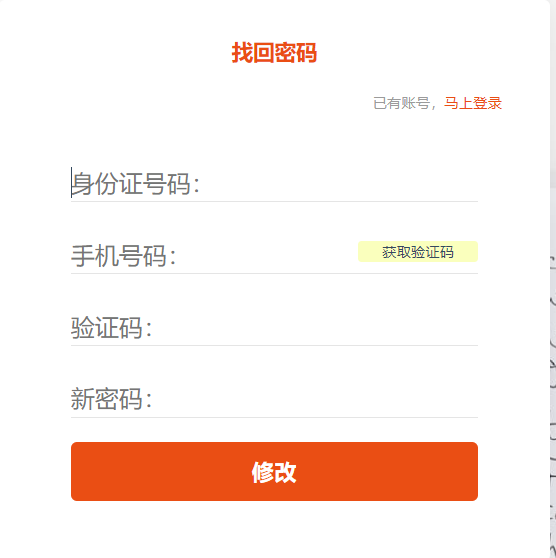 找回密码
已有账号，马上登录
身份证号码：
手机号码：
获取验证码
验证码：
新密码：
修改